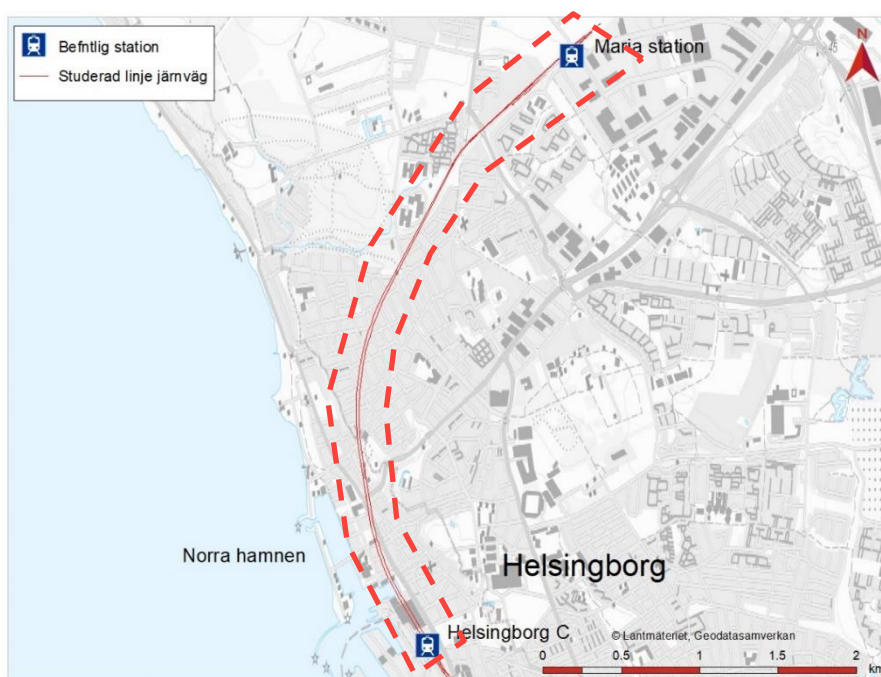 Befntlig station
Studerad linje järnväg
Maria station
N
45
Norra hamnen
Helsingborg
Helsingborg C
© Lantmäteriet, Geodatasamverkan
0 0.5 1 1.5 2
km